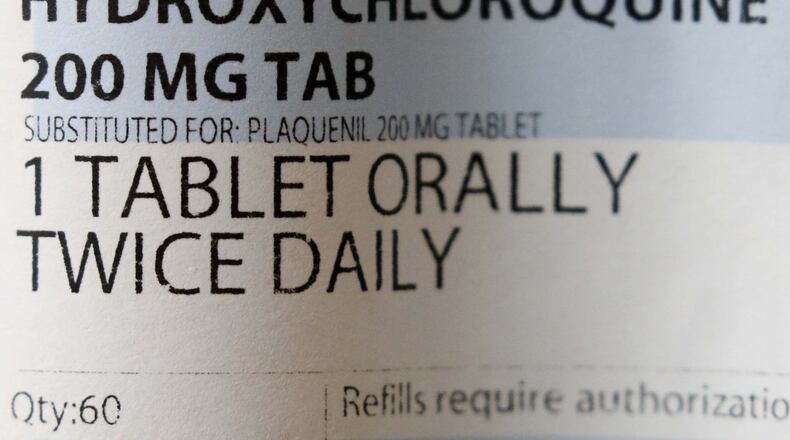 HYDROXYCHLOROQUINE
200 MG TAB
SUBSTITUTED FOR: PLAQUENIL 200 MG TABLET
1 TABLET ORALLY
TWICE DAILY
Qty:60
Refills require authorizatio